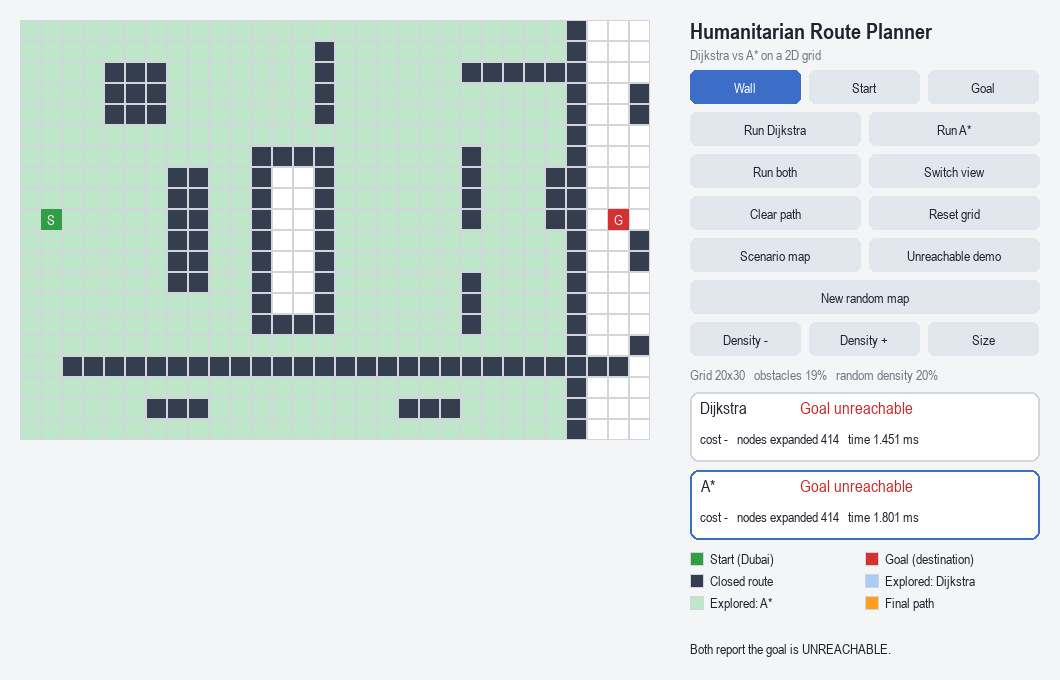 Humanitarian Route Planner
Dijkstra vs A* on a 2D grid
Wall Start Goal
Run Dijkstra Run A*
Run both Switch view
Clear path Reset grid
Scenario map Unreachable demo
New random map
Density - Density + Size
Grid 20x30 obstacles 19% random density 20%
Dijkstra Goal unreachable
cost - nodes expanded 414 time 1.451 ms
A* Goal unreachable
cost - nodes expanded 414 time 1.801 ms
Start (Dubai) Goal (destination)
Closed route Explored: Dijkstra
Explored: A* Final path
Both report the goal is UNREACHABLE.
S
G